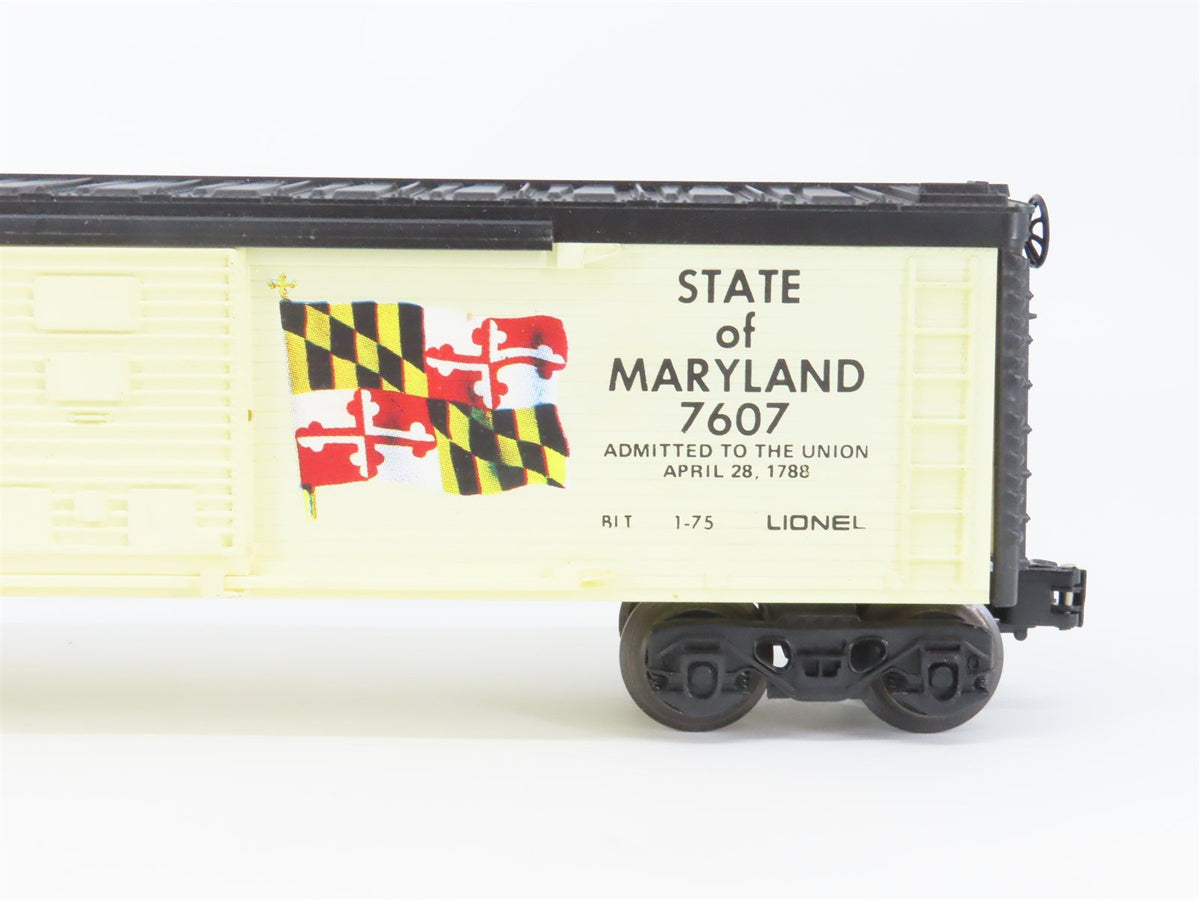 STATE
of
MARYLAND
7607
ADMITTED TO THE UNION
APRIL 28, 1788
BLT 1-75 LIONEL